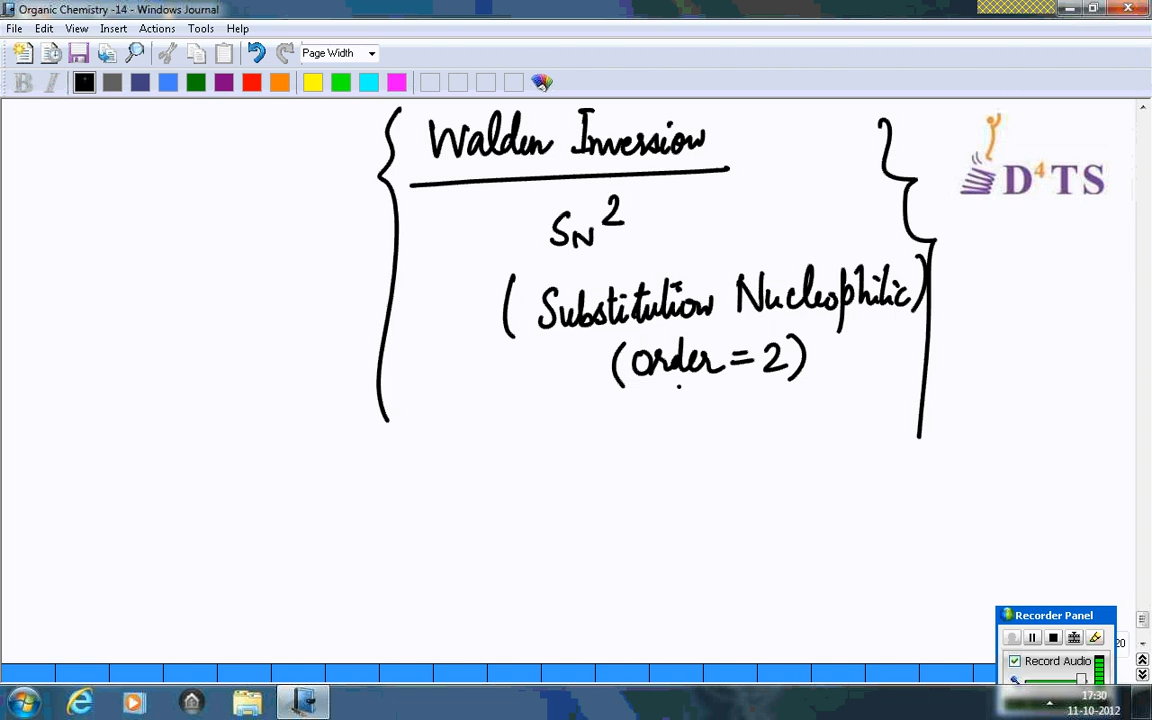 Organic Chemistry -14 - Windows Journal
File Edit View Insert Actions Tools Help
Page Width
B I
Walden Inversion
SN2
(Substitution Nucleophilic)
(order = 2)
D4TS
Recorder Panel
20
Record Audio
17:30
11-10-2012